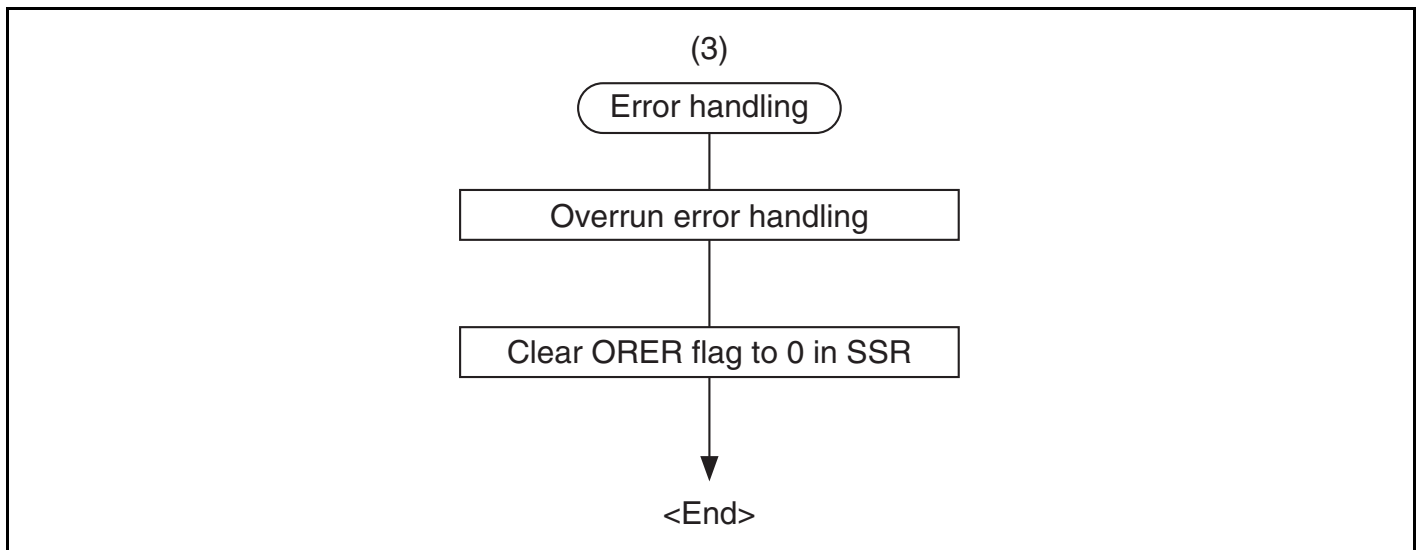 (3)
Error handling
Overrun error handling
Clear ORER flag to 0 in SSR
<End>